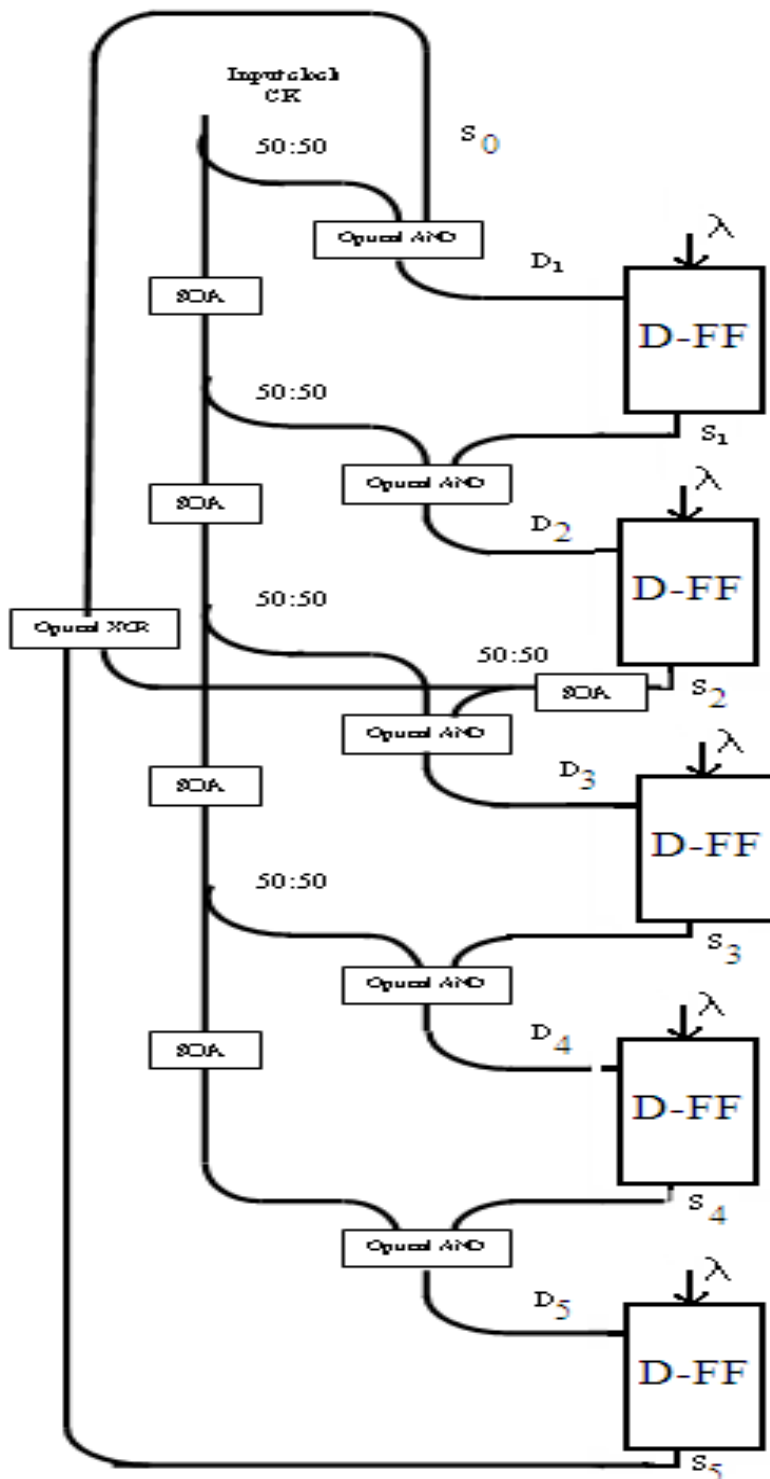 Input clock
CK
50:50
S0
Optical AND
D1
λ
SOA
D-FF
50:50
S1
Optical AND
λ
SOA
D2
D-FF
50:50
Optical XOR
50:50
SOA
S2
Optical AND
λ
SOA
D3
D-FF
50:50
S3
Optical AND
λ
SOA
D4
D-FF
S4
Optical AND
λ
D5
D-FF
S5